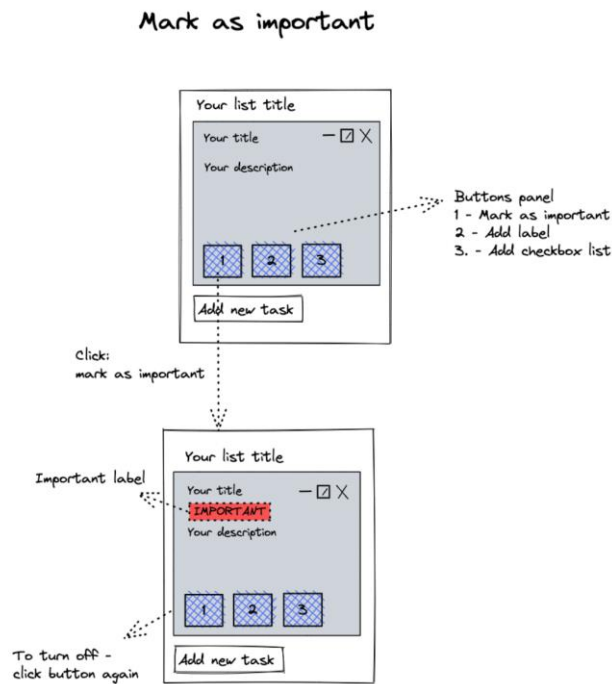 Mark as important
Your list title
Your title
Your description
1 2 3
Add new task
Buttons panel
1 - Mark as important
2 - Add label
3. - Add checkbox list
Click:
mark as important
Your list title
Important label
Your title
IMPORTANT
Your description
1 2 3
To turn off -
click button again
Add new task